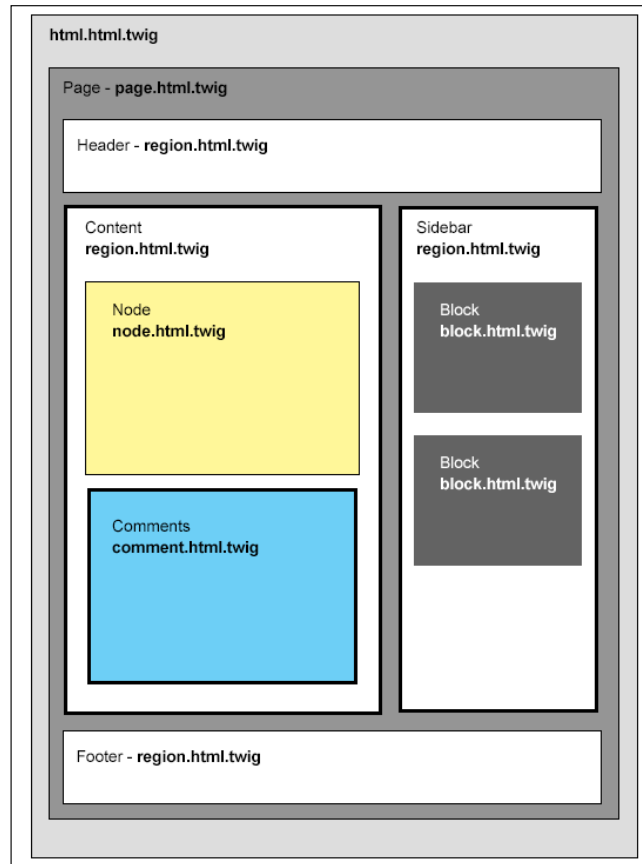 html.html.twig
Page - page.html.twig
Header - region.html.twig
Content
region.html.twig
Node
node.html.twig
Comments
comment.html.twig
Sidebar
region.html.twig
Block
block.html.twig
Block
block.html.twig
Footer - region.html.twig